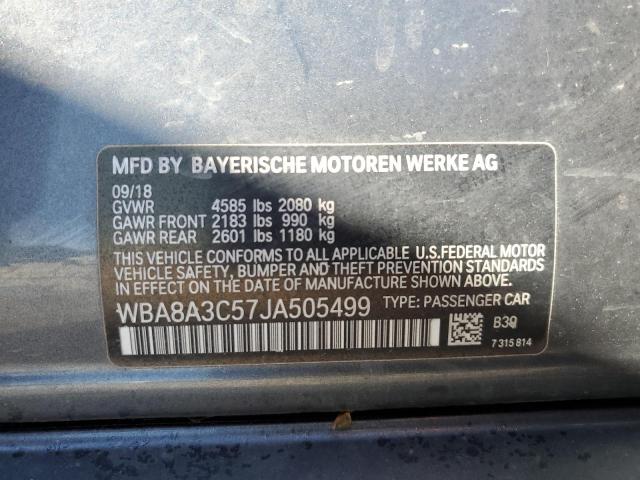 MFD BY BAYERISCHE MOTOREN WERKE AG
09/18
GVWR 4585 lbs 2080 kg
GAWR FRONT 2183 lbs 990 kg
GAWR REAR 2601 lbs 1180 kg
THIS VEHICLE CONFORMS TO ALL APPLICABLE U.S.FEDERAL MOTOR
VEHICLE SAFETY, BUMPER AND THEFT PREVENTION STANDARDS
IN EFFECT ON THE DATE OF MANUFACTURE SHOWN ABOVE.
WBA8A3C57JA505499 TYPE: PASSENGER CAR
B39
7 315 814